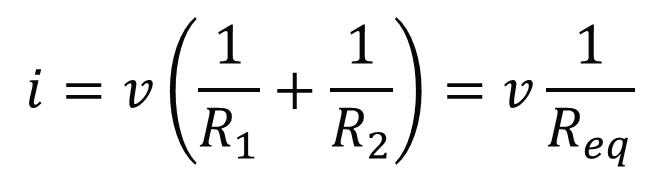 i = v(1/R₁ + 1/R₂) = v 1/R_eq